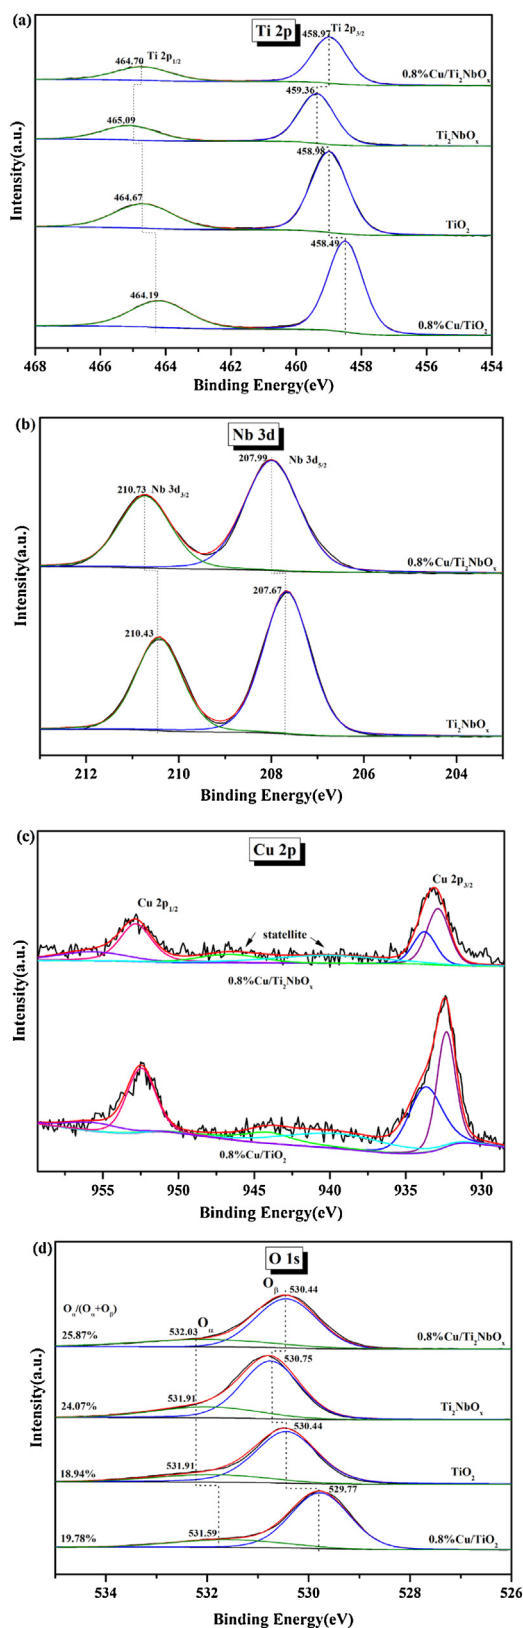 (a)
Ti 2p
Ti 2p1/2
Ti 2p3/2
464.70
458.97
0.8%Cu/Ti2NbOx
465.09
459.36
Ti2NbOx
464.67
458.98
TiO2
464.19
458.49
0.8%Cu/TiO2
Intensity(a.u.)
468 466 464 462 460 458 456 454
Binding Energy(eV)
(b)
Nb 3d
207.99
Nb 3d5/2
210.73
Nb 3d3/2
0.8%Cu/Ti2NbOx
207.67
210.43
Ti2NbOx
Intensity(a.u.)
212 210 208 206 204
Binding Energy(eV)
(c)
Cu 2p
Cu 2p1/2
Cu 2p3/2
statellite
0.8%Cu/Ti2NbOx
0.8%Cu/TiO2
Intensity(a.u.)
955 950 945 940 935 930
Binding Energy(eV)
(d)
O 1s
Oβ
530.44
Oα/(Oα+Oβ)
Oα
25.87%
532.03
0.8%Cu/Ti2NbOx
530.75
531.91
24.07%
Ti2NbOx
530.44
531.91
18.94%
TiO2
529.77
531.59
19.78%
0.8%Cu/TiO2
Intensity(a.u.)
534 532 530 528 526
Binding Energy(eV)